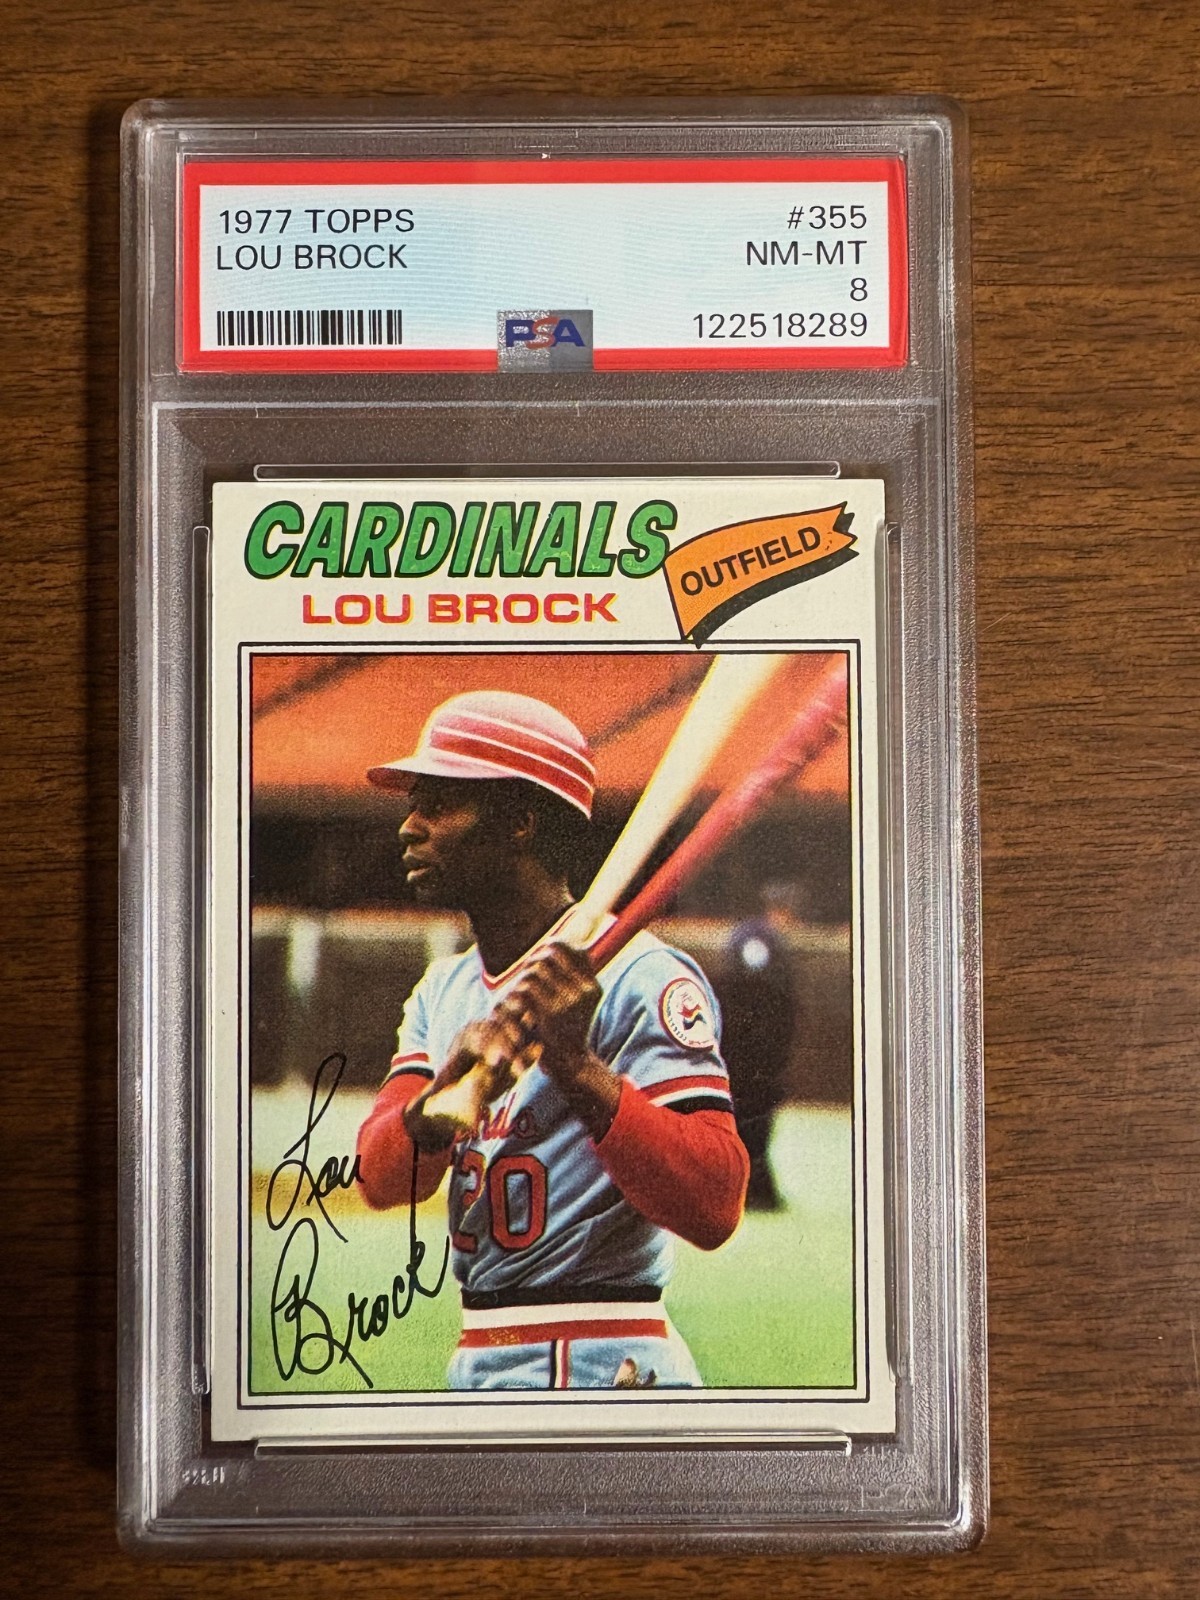 1977 TOPPS #355
LOU BROCK NM-MT
8
PSA 122518289
CARDINALS
OUTFIELD
LOU BROCK
20
Lou
Brock